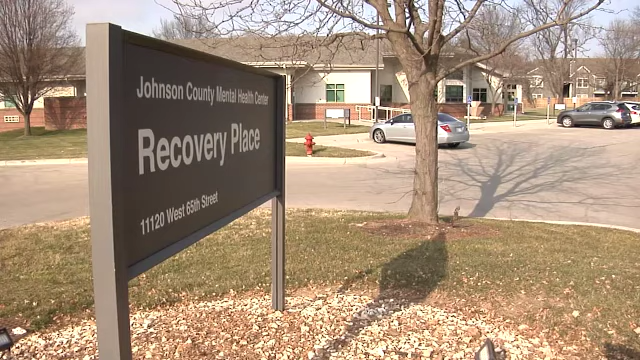 Johnson County Mental Health Center
Recovery Place
11120 West 65th Street